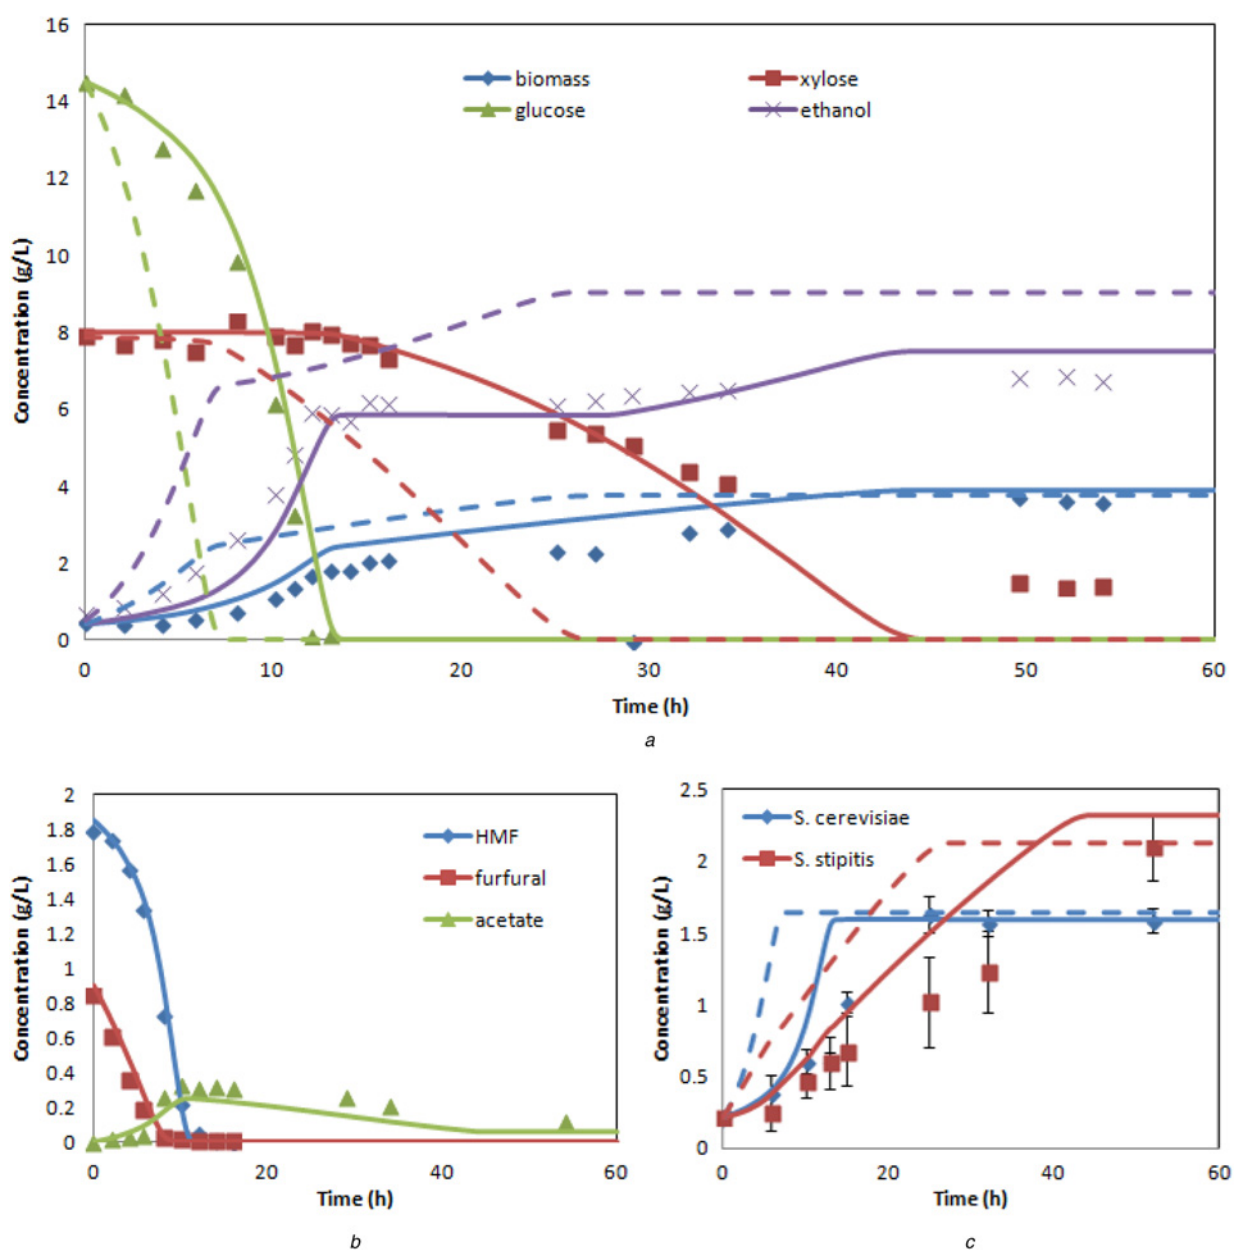 16
14
12
10
8
6
4
2
0
Concentration (g/L)
biomass xylose
glucose ethanol
0 10 20 30 40 50 60
Time (h)
a
2
1.8
1.6
1.4
1.2
1
0.8
0.6
0.4
0.2
0
Concentration (g/L)
HMF
furfural
acetate
0 20 40 60
Time (h)
b
2.5
2
1.5
1
0.5
0
Concentration (g/L)
S. cerevisiae
S. stipitis
0 20 40 60
Time (h)
c